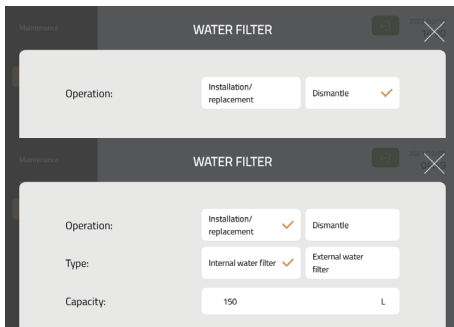 Maintenance
WATER FILTER
Operation:
Installation/
replacement
Dismantle
Maintenance
WATER FILTER
Operation:
Installation/
replacement
Dismantle
Type:
Internal water filter
External water
filter
Capacity:
150
L